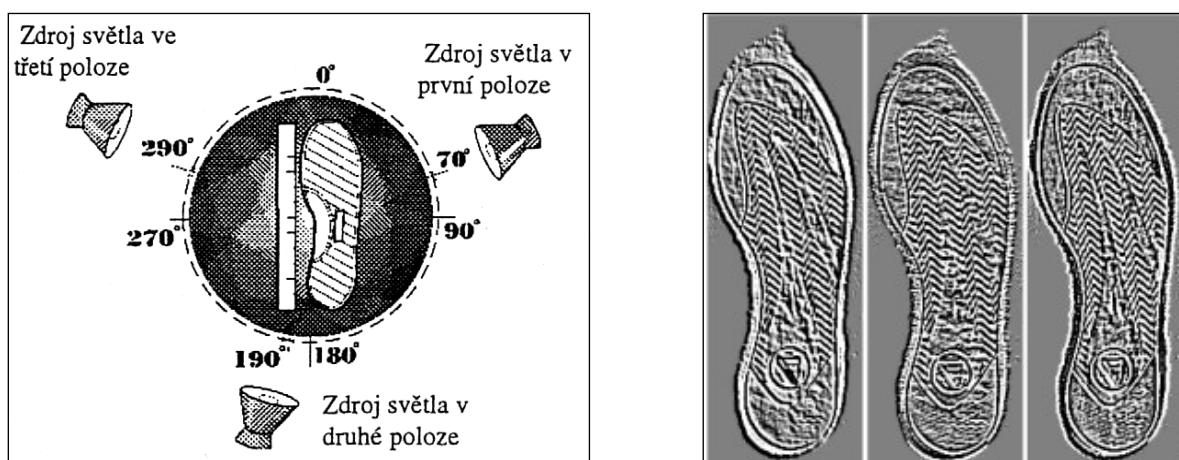 Zdroj světla ve
třetí poloze
Zdroj světla v
první poloze
0°
290°
70°
270°
90°
190°
180°
Zdroj světla v
druhé poloze